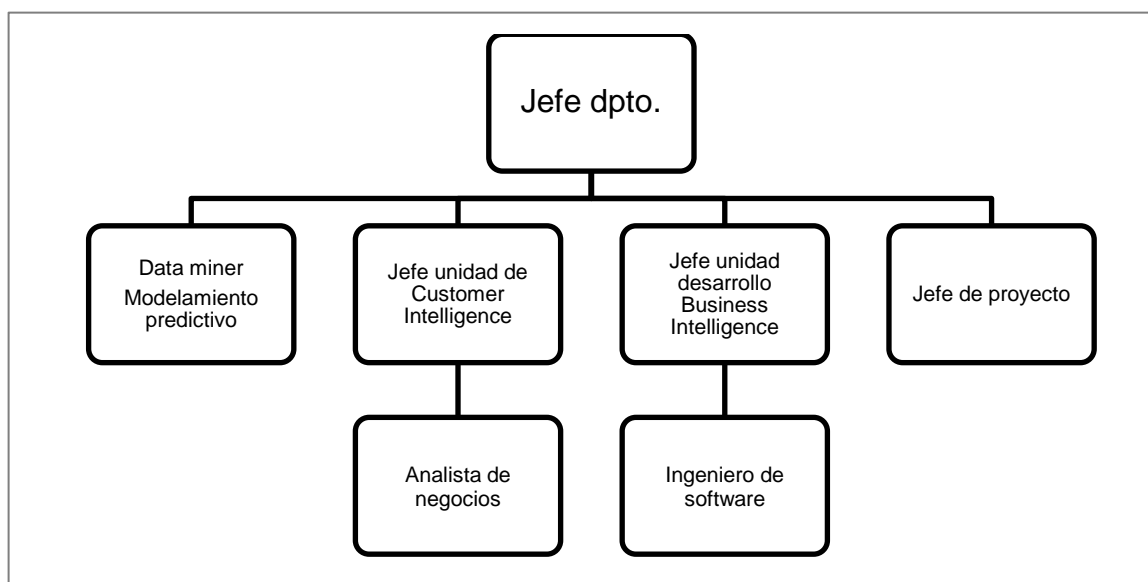 Jefe dpto.
Data miner
Modelamiento
predictivo
Jefe unidad de
Customer
Intelligence
Jefe unidad
desarrollo
Business
Intelligence
Jefe de proyecto
Analista de
negocios
Ingeniero de
software